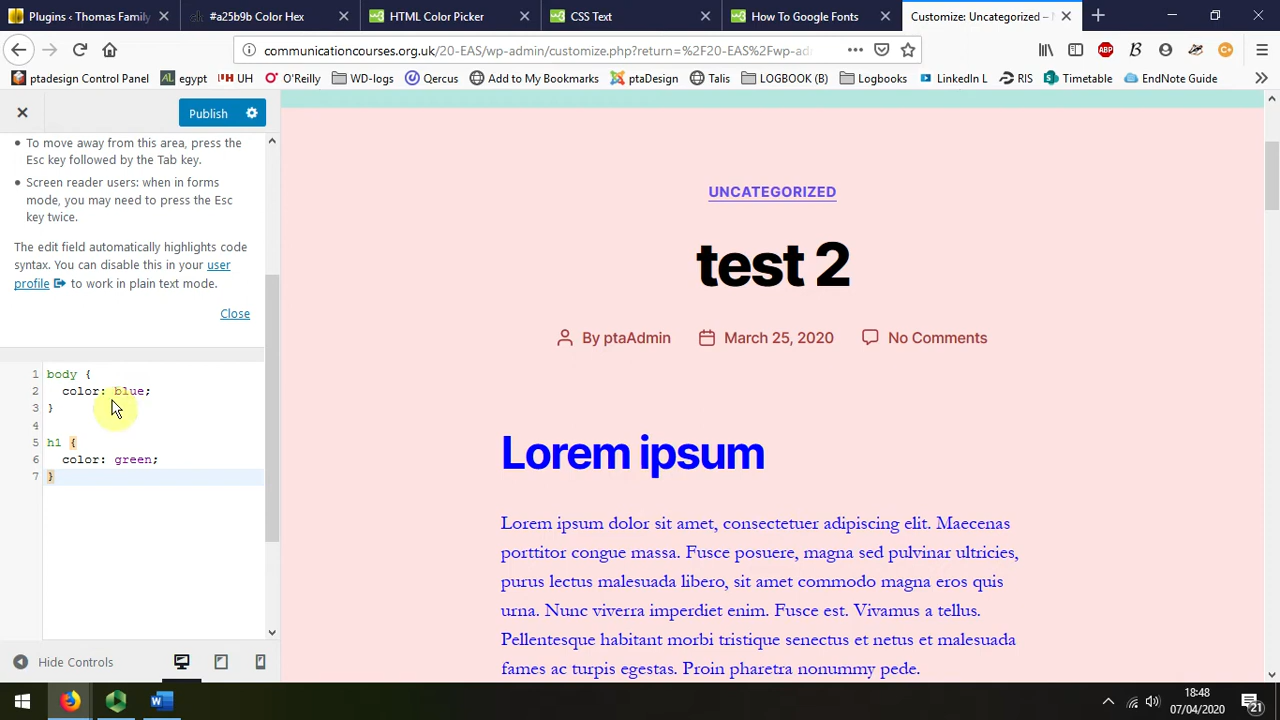 Plugins ‹ Thomas Family
#a25b9b Color Hex
HTML Color Picker
CSS Text
How To Google Fonts
Customize: Uncategorized –
communicationcourses.org.uk/20-EAS/wp-admin/customize.php?return=%2F20-EAS%2Fwp-ad
ptadesign Control Panel
egypt
UH
O'Reilly
WD-logs
Qercus
Add to My Bookmarks
ptaDesign
Talis
LOGBOOK (B)
Logbooks
LinkedIn L
RIS
Timetable
EndNote Guide
Publish
To move away from this area, press the
Esc key followed by the Tab key.
Screen reader users: when in forms
mode, you may need to press the Esc
key twice.
The edit field automatically highlights code
syntax. You can disable this in your user
profile to work in plain text mode.
Close
1 body {
2 color: blue;
3 }
4
5 h1 {
6 color: green;
7 }
Hide Controls
UNCATEGORIZED
test 2
By ptaAdmin March 25, 2020 No Comments
Lorem ipsum
Lorem ipsum dolor sit amet, consectetuer adipiscing elit. Maecenas
porttitor congue massa. Fusce posuere, magna sed pulvinar ultricies,
purus lectus malesuada libero, sit amet commodo magna eros quis
urna. Nunc viverra imperdiet enim. Fusce est. Vivamus a tellus.
Pellentesque habitant morbi tristique senectus et netus et malesuada
fames ac turpis egestas. Proin pharetra nonummy pede.
18:48
07/04/2020
21